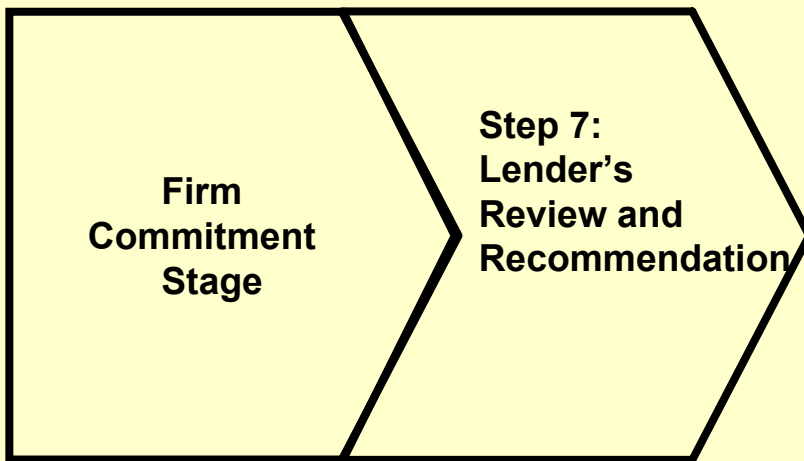 Firm
Commitment
Stage
Step 7:
Lender’s
Review and
Recommendation